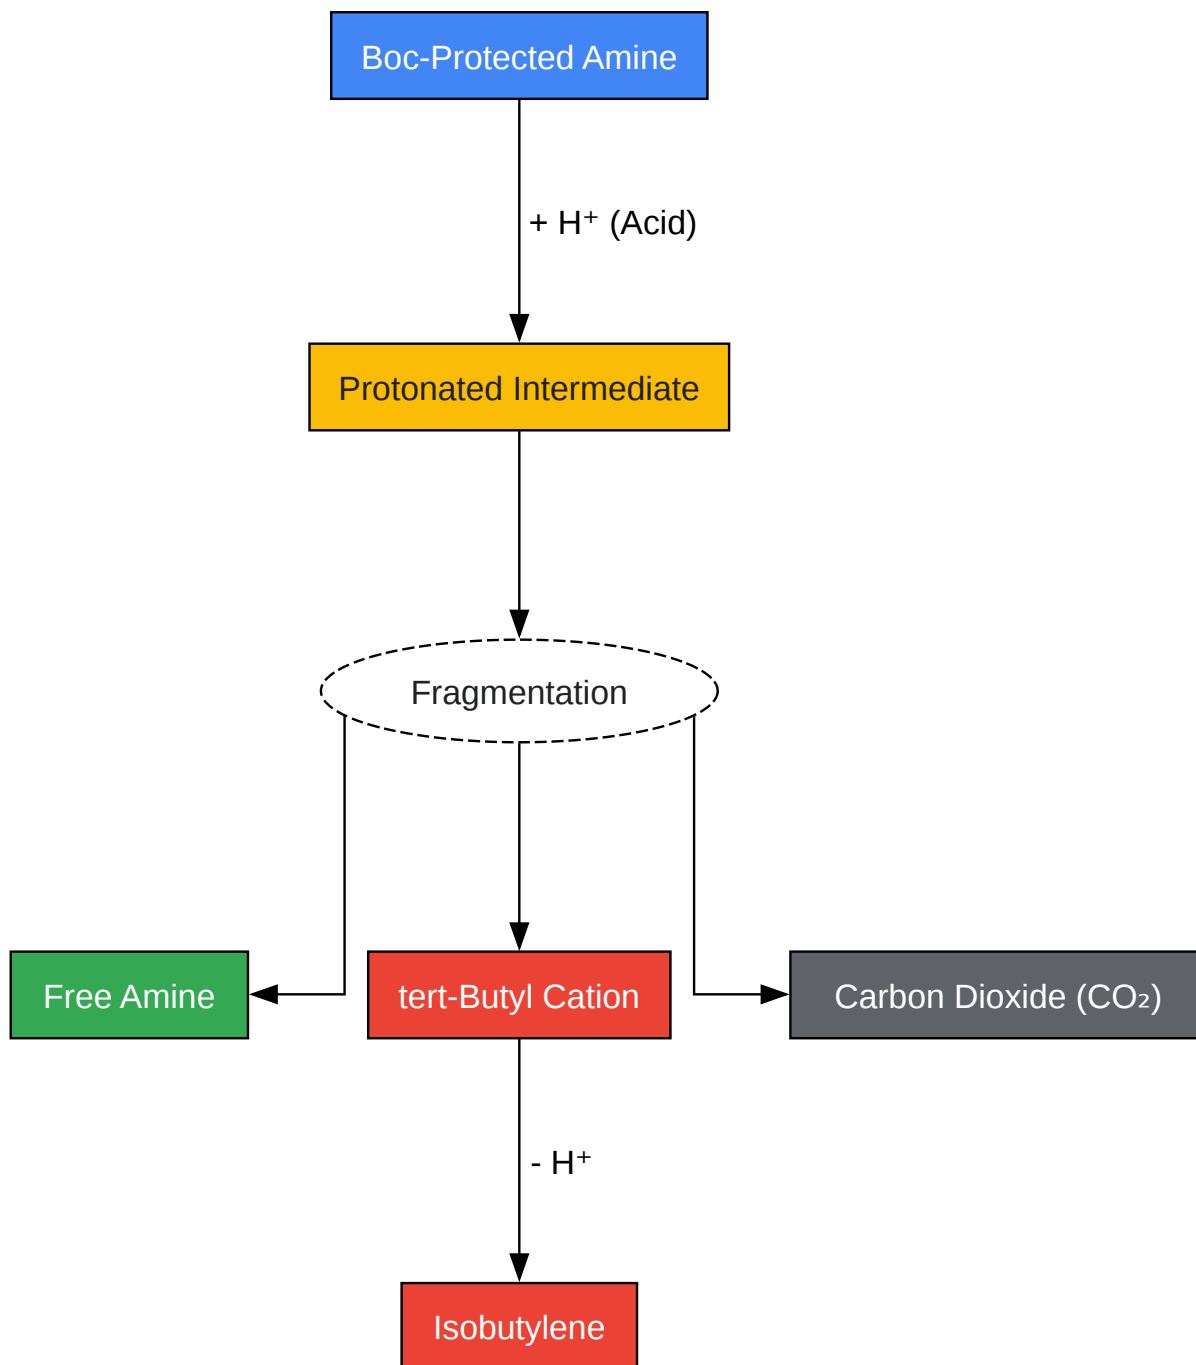 Boc-Protected Amine
+ H⁺ (Acid)
Protonated Intermediate
Fragmentation
Free Amine
tert-Butyl Cation
Carbon Dioxide (CO₂)
- H⁺
Isobutylene